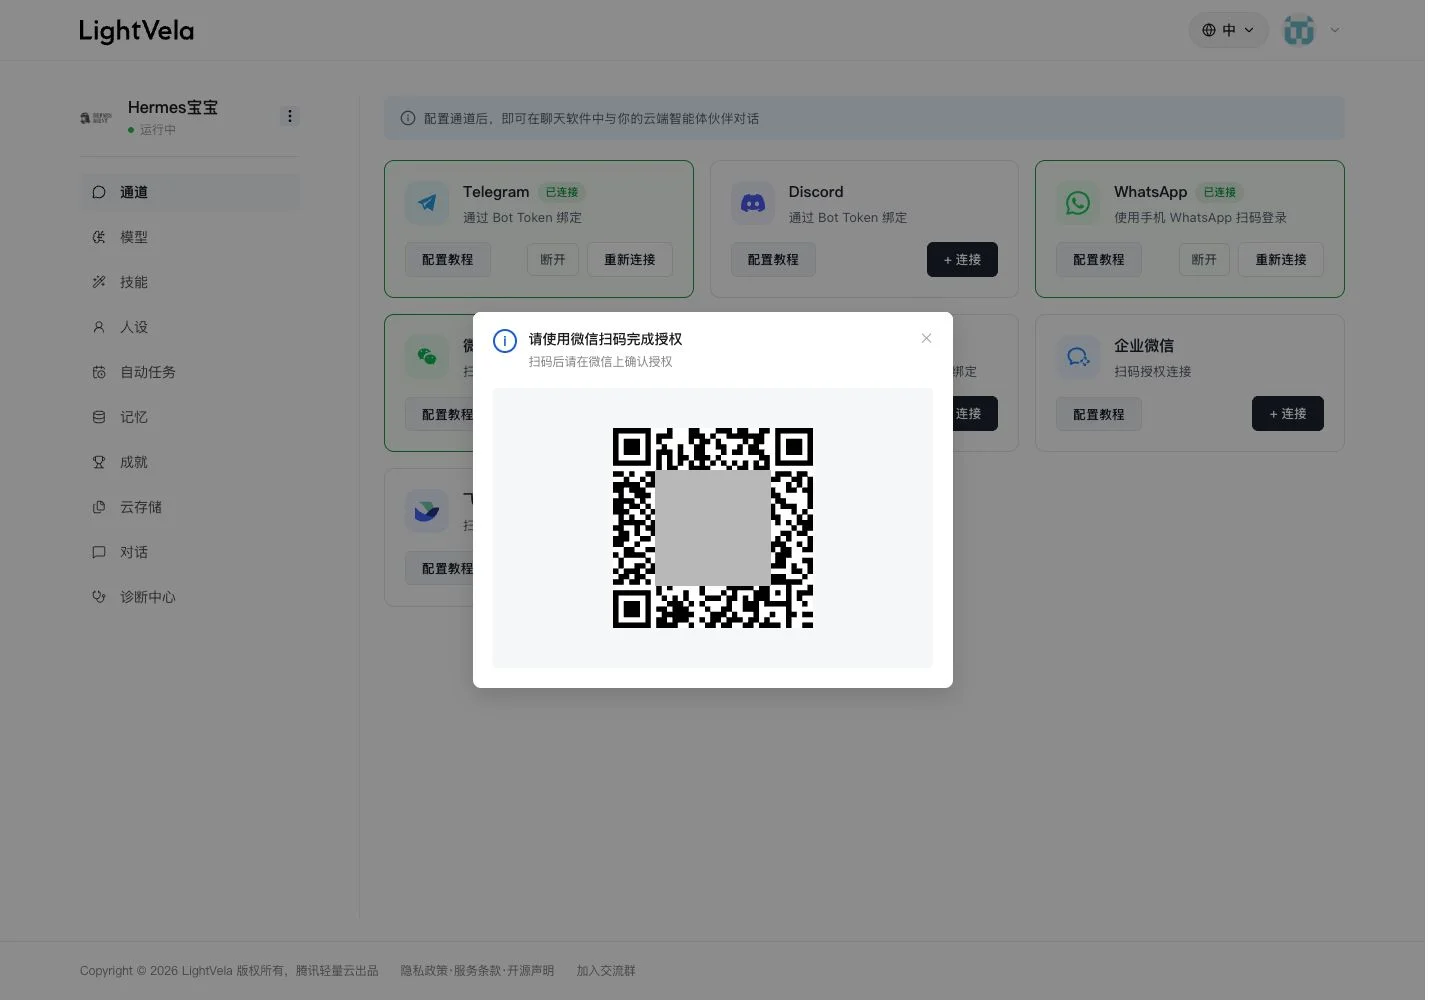 LightVela
中
Hermes宝宝
运行中
通道
模型
技能
人设
自动任务
记忆
成就
云存储
对话
诊断中心
配置通道后，即可在聊天软件中与你的云端智能体伙伴对话
Telegram 已连接
通过 Bot Token 绑定
配置教程 断开 重新连接
Discord
通过 Bot Token 绑定
配置教程 + 连接
WhatsApp 已连接
使用手机 WhatsApp 扫码登录
配置教程 断开 重新连接
配置教程
绑定
连接
企业微信
扫码授权连接
配置教程 + 连接
配置教程
请使用微信扫码完成授权
扫码后请在微信上确认授权
Copyright © 2026 LightVela 版权所有，腾讯轻量云出品 隐私政策·服务条款·开源声明 加入交流群